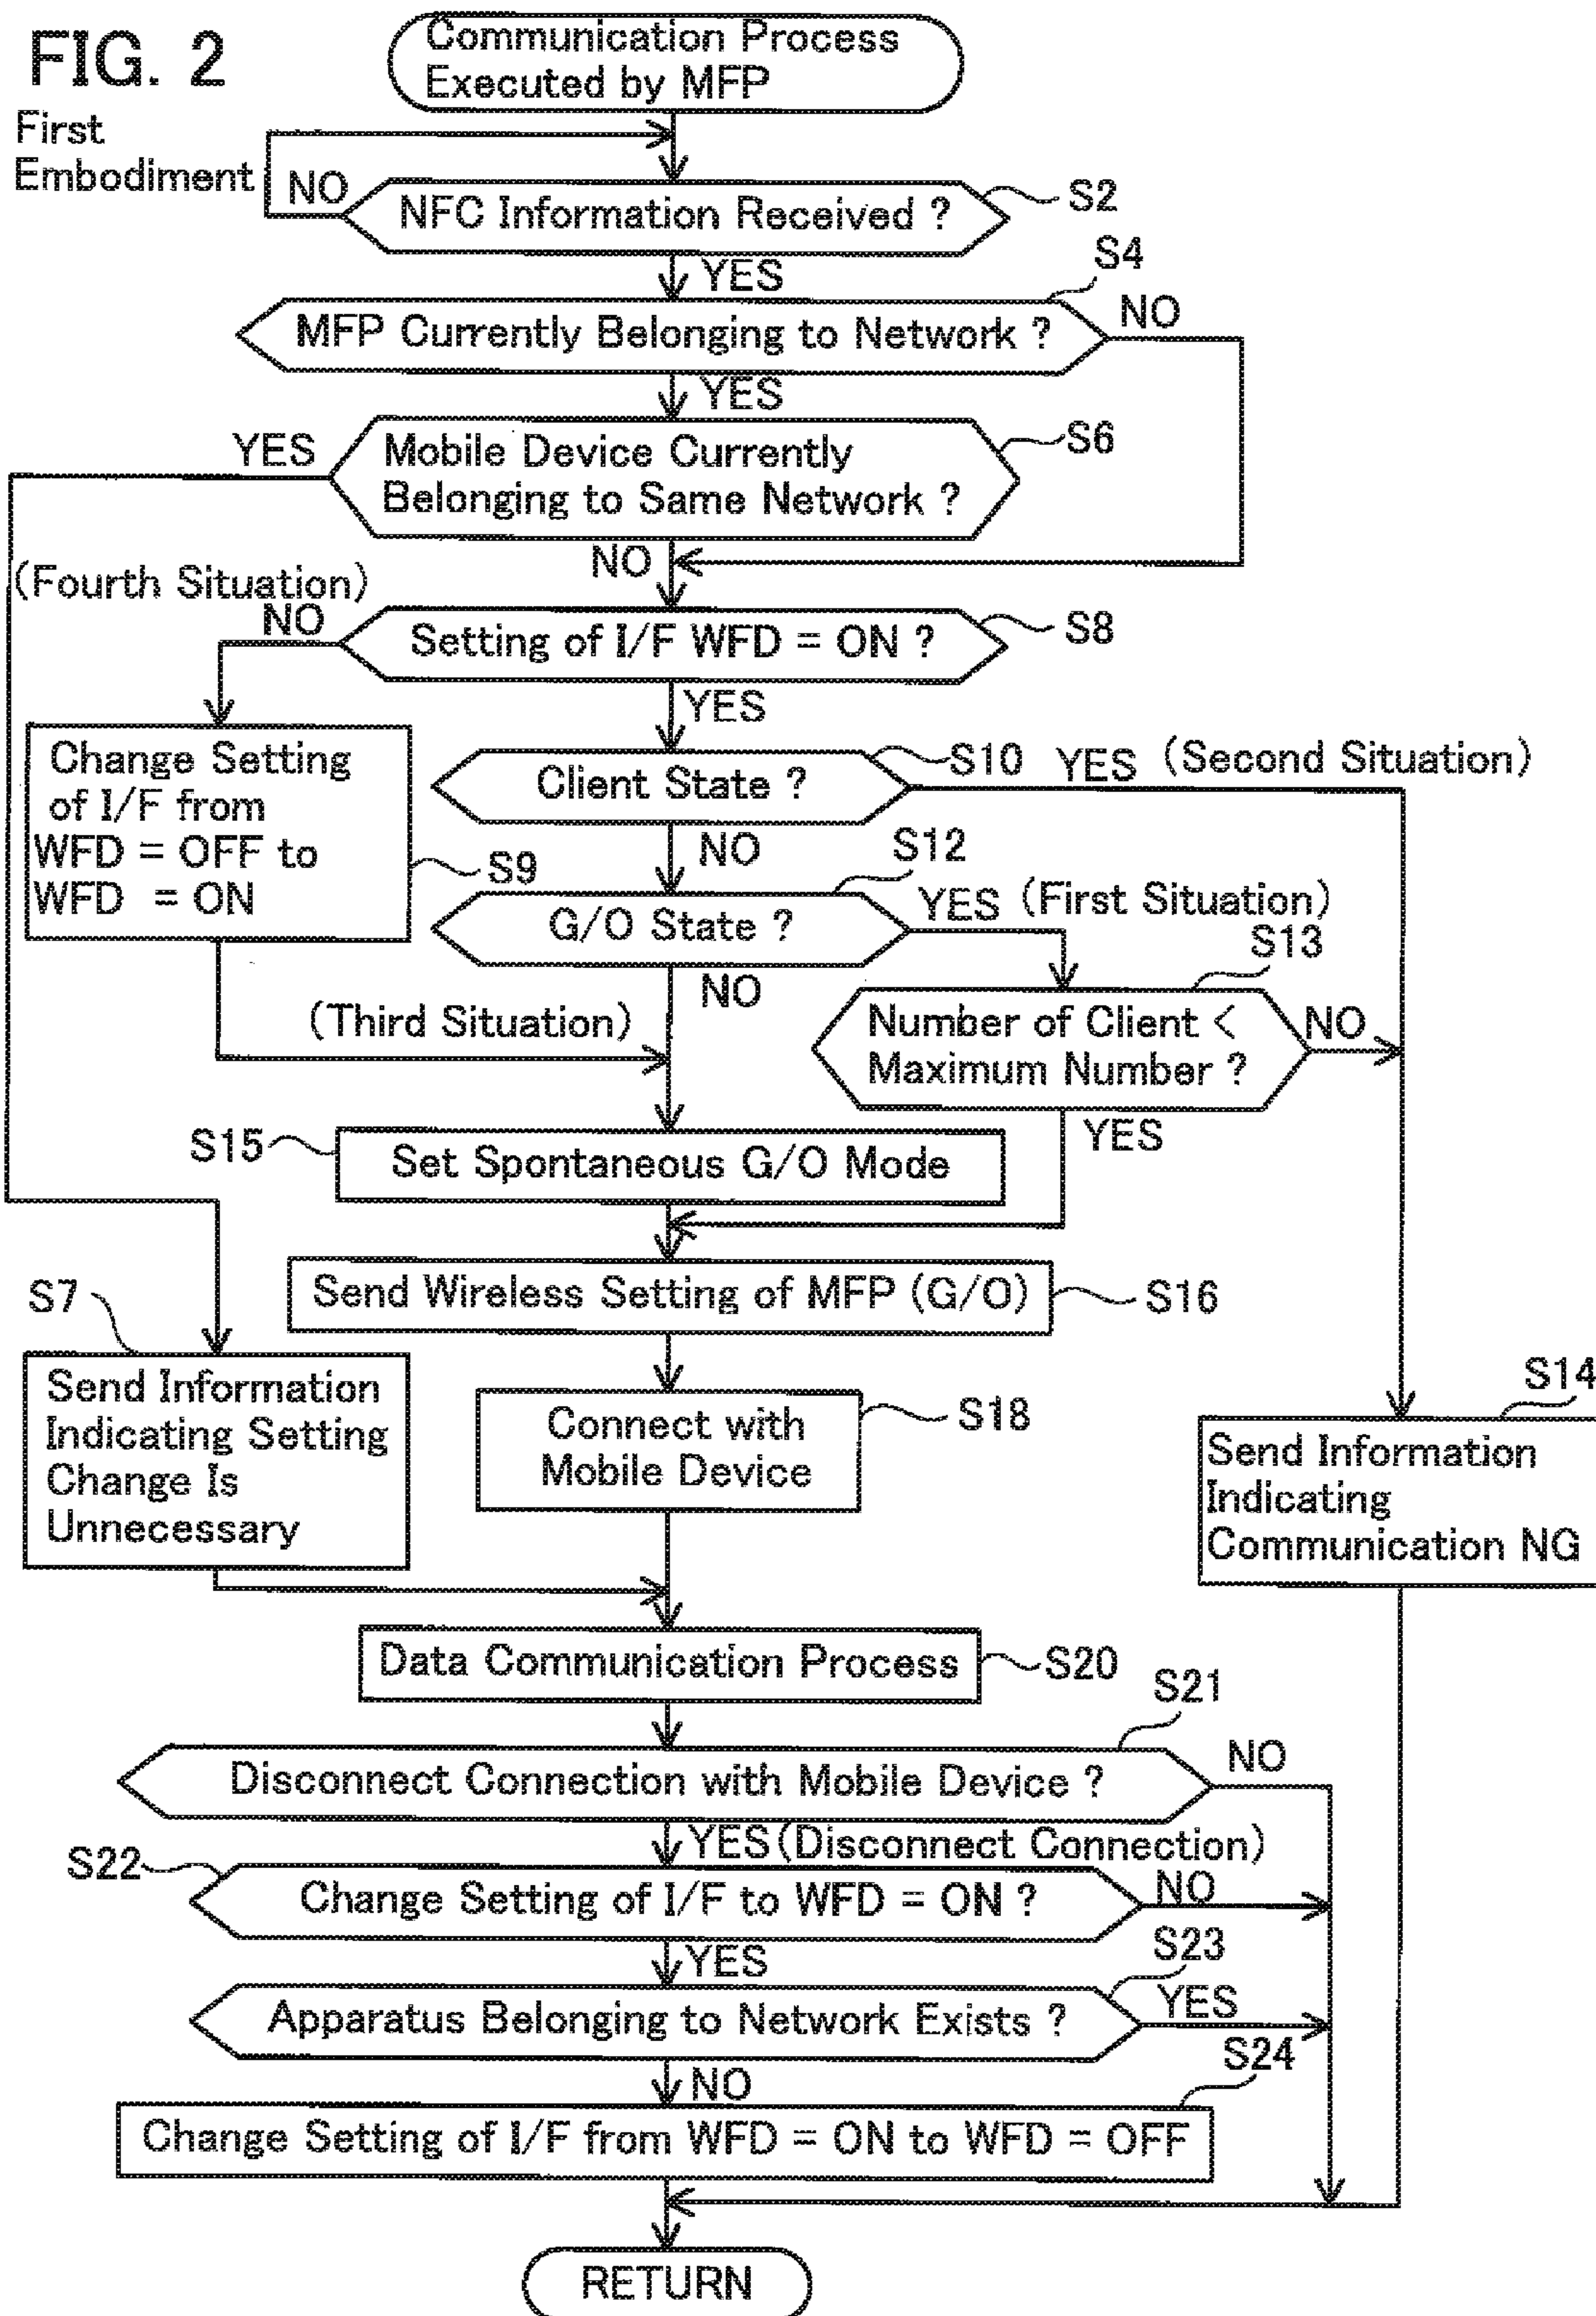 FIG. 2
First
Embodiment
Communication Process
Executed by MFP
NO
NFC Information Received ?
S2
YES
S4
MFP Currently Belonging to Network ?
NO
YES
YES
Mobile Device Currently
Belonging to Same Network ?
S6
NO
(Fourth Situation)
NO
Setting of I/F WFD = ON ?
S8
YES
Change Setting
of I/F from
WFD = OFF to
WFD = ON
S9
Client State ?
S10
YES (Second Situation)
NO
S12
G/O State ?
YES (First Situation)
S13
NO
(Third Situation)
Number of Client <
Maximum Number ?
NO
YES
S15
Set Spontaneous G/O Mode
Send Wireless Setting of MFP (G/O)
S16
S7
Send Information
Indicating Setting
Change Is
Unnecessary
Connect with
Mobile Device
S18
S14
Send Information
Indicating
Communication NG
Data Communication Process
S20
S21
Disconnect Connection with Mobile Device ?
NO
YES (Disconnect Connection)
S22
Change Setting of I/F to WFD = ON ?
NO
YES
S23
Apparatus Belonging to Network Exists ?
YES
S24
NO
Change Setting of I/F from WFD = ON to WFD = OFF
RETURN